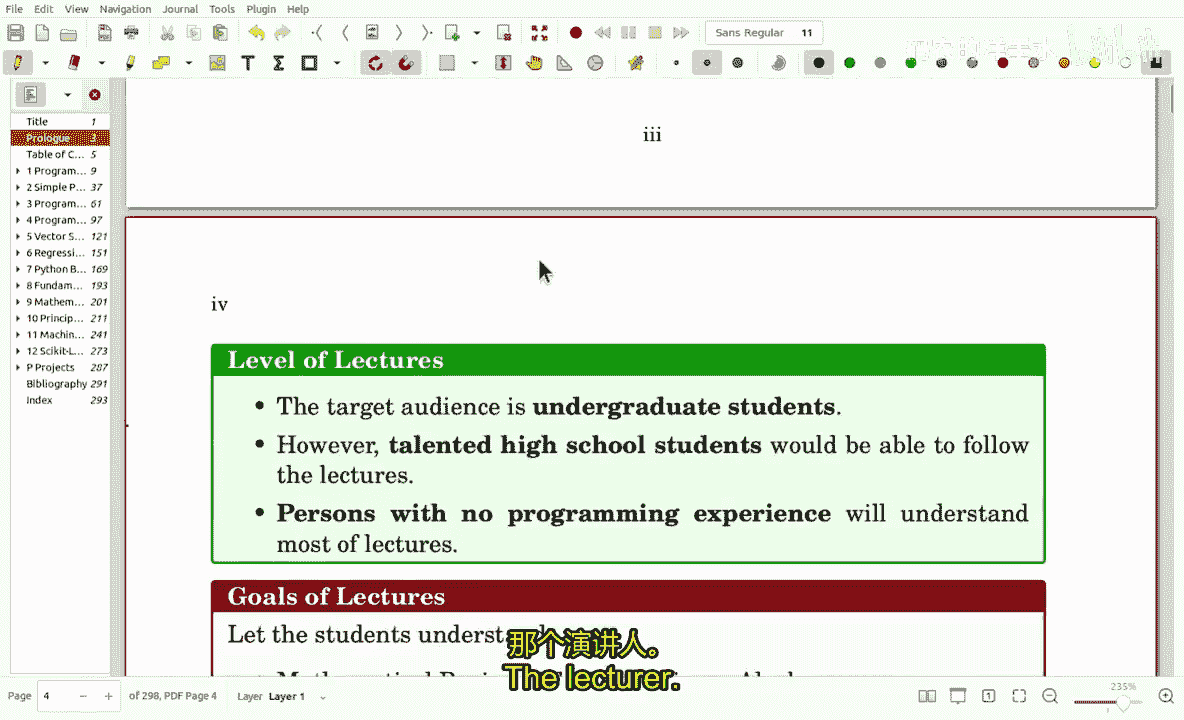 File Edit View Navigation Journal Tools Plugin Help
Sans Regular 11
Title 1
Prologue 3
Table of C... 5
1 Program... 9
2 Simple P... 37
3 Program... 61
4 Program... 97
5 Vector S... 121
6 Regressi... 151
7 Python B... 169
8 Fundam... 193
9 Mathem... 201
10 Princip... 211
11 Machin... 241
12 Scikit-L... 273
P Projects 287
Bibliography 291
Index 293
iii
iv
Level of Lectures
• The target audience is undergraduate students.
• However, talented high school students would be able to follow
the lectures.
• Persons with no programming experience will understand
most of lectures.
Goals of Lectures
Let the students underst
那个演讲人。
The lecturer.
Page 4 of 298, PDF Page 4 Layer Layer 1 235%